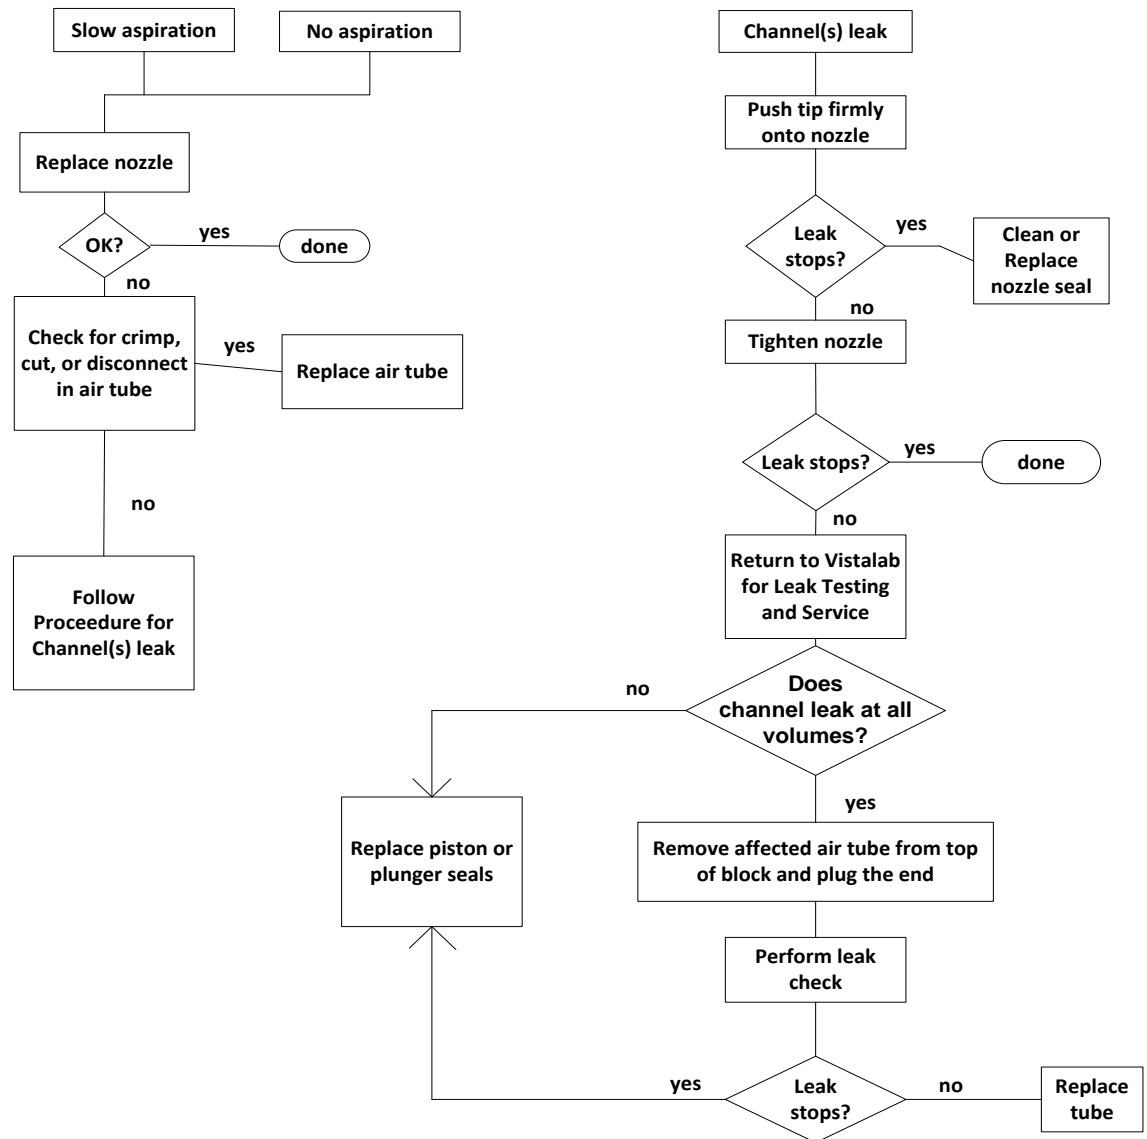 Slow aspiration
No aspiration
Replace nozzle
OK?
yes
done
no
Check for crimp,
cut, or disconnect
in air tube
yes
Replace air tube
no
Follow
Proceedure for
Channel(s) leak
Channel(s) leak
Push tip firmly
onto nozzle
Leak
stops?
yes
Clean or
Replace
nozzle seal
no
Tighten nozzle
Leak stops?
yes
done
no
Return to Vistalab
for Leak Testing
and Service
Does
channel leak at all
volumes?
no
Replace piston or
plunger seals
yes
Remove affected air tube from top
of block and plug the end
Perform leak
check
Leak
stops?
yes
no
Replace
tube